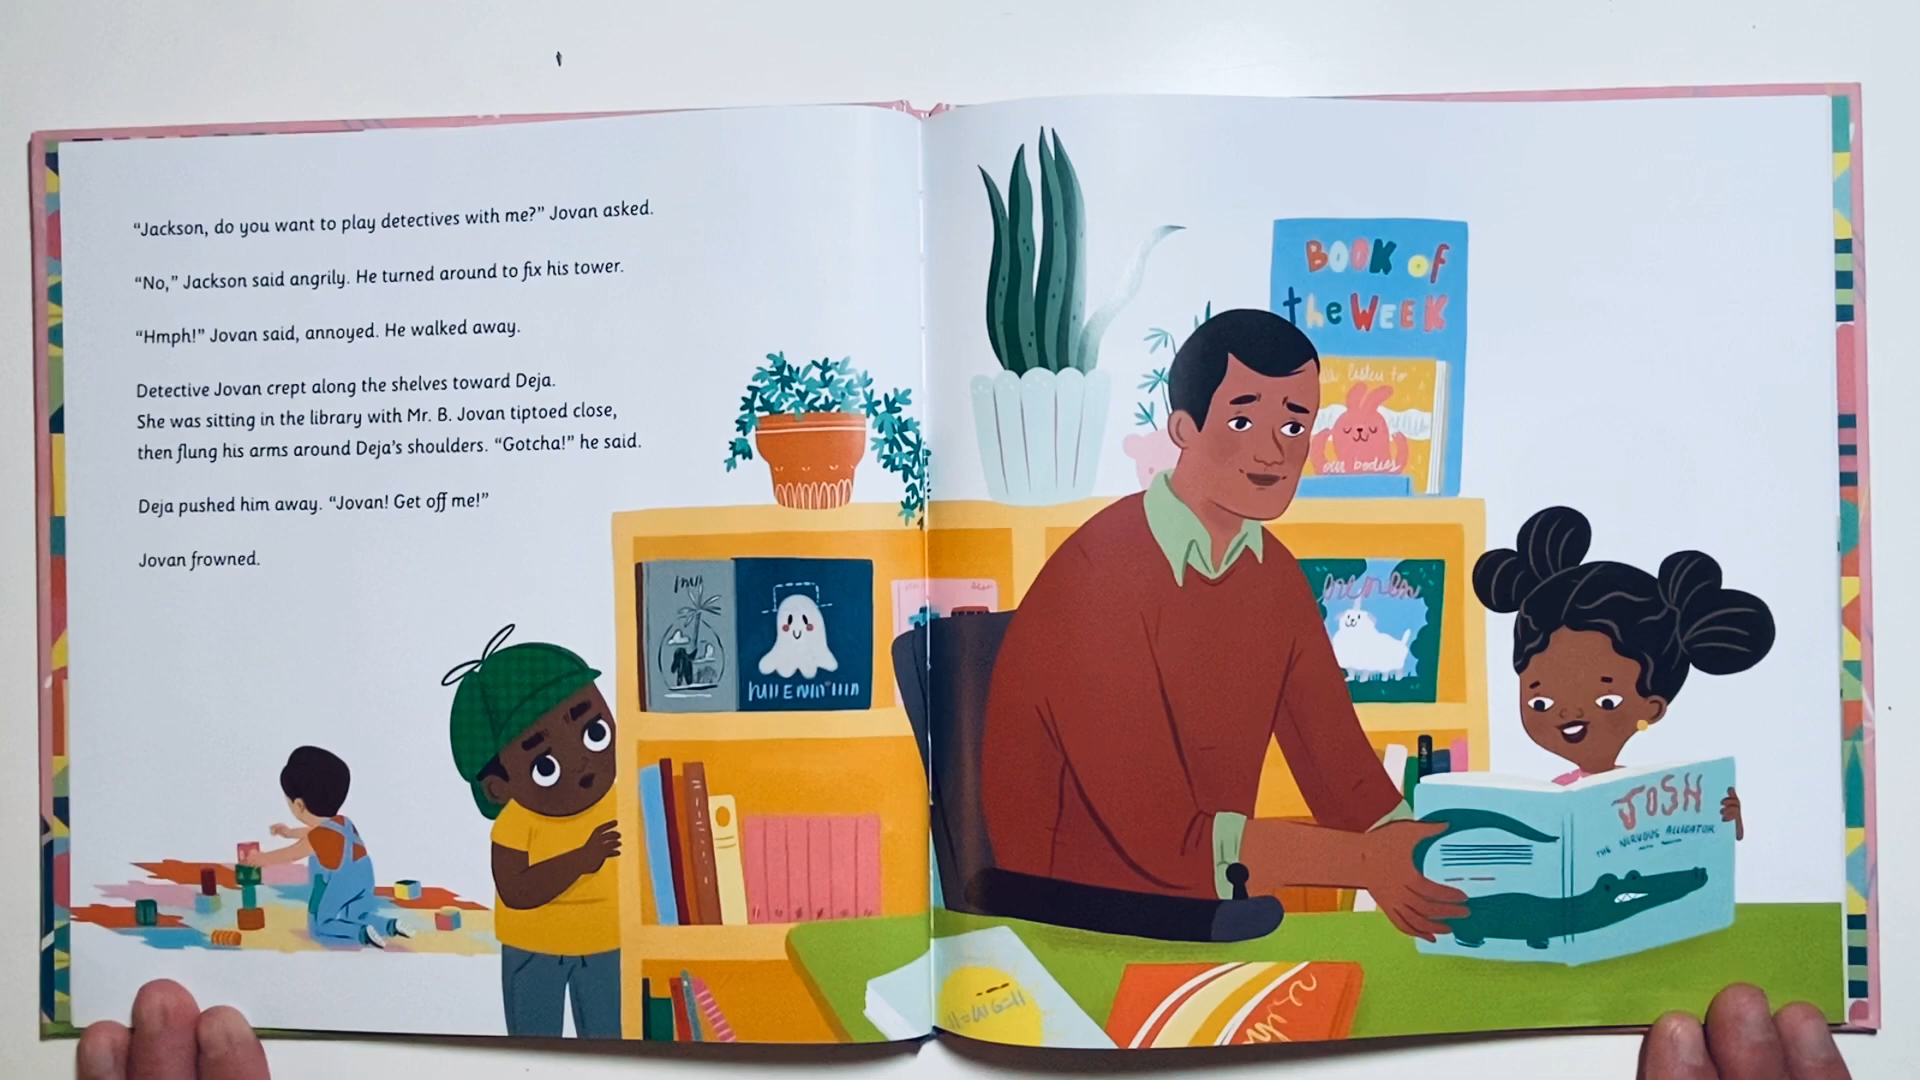 “Jackson, do you want to play detectives with me?” Jovan asked.
“No,” Jackson said angrily. He turned around to fix his tower.
“Hmph!” Jovan said, annoyed. He walked away.
Detective Jovan crept along the shelves toward Deja.
She was sitting in the library with Mr. B. Jovan tiptoed close,
then flung his arms around Deja’s shoulders. “Gotcha!” he said.
Deja pushed him away. “Jovan! Get off me!”
Jovan frowned.
BOOK of
the WEEK
listen to
our bodies
JOSH
THE NERVOUS ALLIGATOR